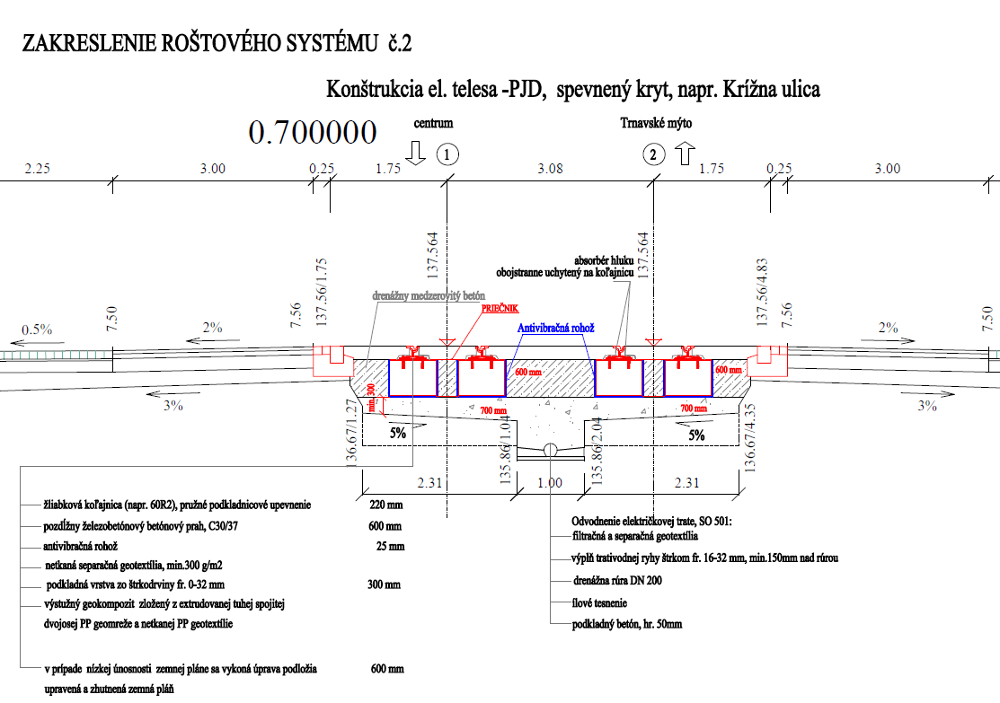 ZAKRESLENIE ROŠTOVÉHO SYSTÉMU č.2
Konštrukcia el. telesa -PJD, spevnený kryt, napr. Krížna ulica
0.700000
centrum
Trnavské mýto
1
2
2.25
3.00
0.25
1.75
3.08
1.75
0.25
3.00
137.564
137.564
absorbér hluku
obojstranne uchytený na koľajnicu
137.56/1.75
137.56/4.83
drenážny medzerovitý betón
PRIEČNIK
Antivibračná rohož
7.50
7.56
7.56
7.50
0.5%
2%
2%
600 mm
600 mm
min.300
3%
3%
700 mm
700 mm
5%
5%
136.67/1.27
135.86/1.04
135.86/2.04
136.67/4.35
2.31
1.00
2.31
žliabková koľajnica (napr. 60R2), pružné podkladnicové upevnenie 220 mm
pozdĺžny železobetónový betónový prah, C30/37 600 mm
antivibračná rohož 25 mm
netkaná separačná geotextília, min.300 g/m2
podkladná vrstva zo štrkodrviny fr. 0-32 mm 300 mm
výstužný geokompozit zložený z extrudovanej tuhej spojitej
dvojosej PP geomreže a netkanej PP geotextílie
v prípade nízkej únosnosti zemnej pláne sa vykoná úprava podložia 600 mm
upravená a zhutnená zemná pláň
Odvodnenie električkovej trate, SO 501:
filtračná a separačná geotextília
výplň trativodnej ryhy štrkom fr. 16-32 mm, min.150mm nad rúrou
drenážna rúra DN 200
ílové tesnenie
podkladný betón, hr. 50mm